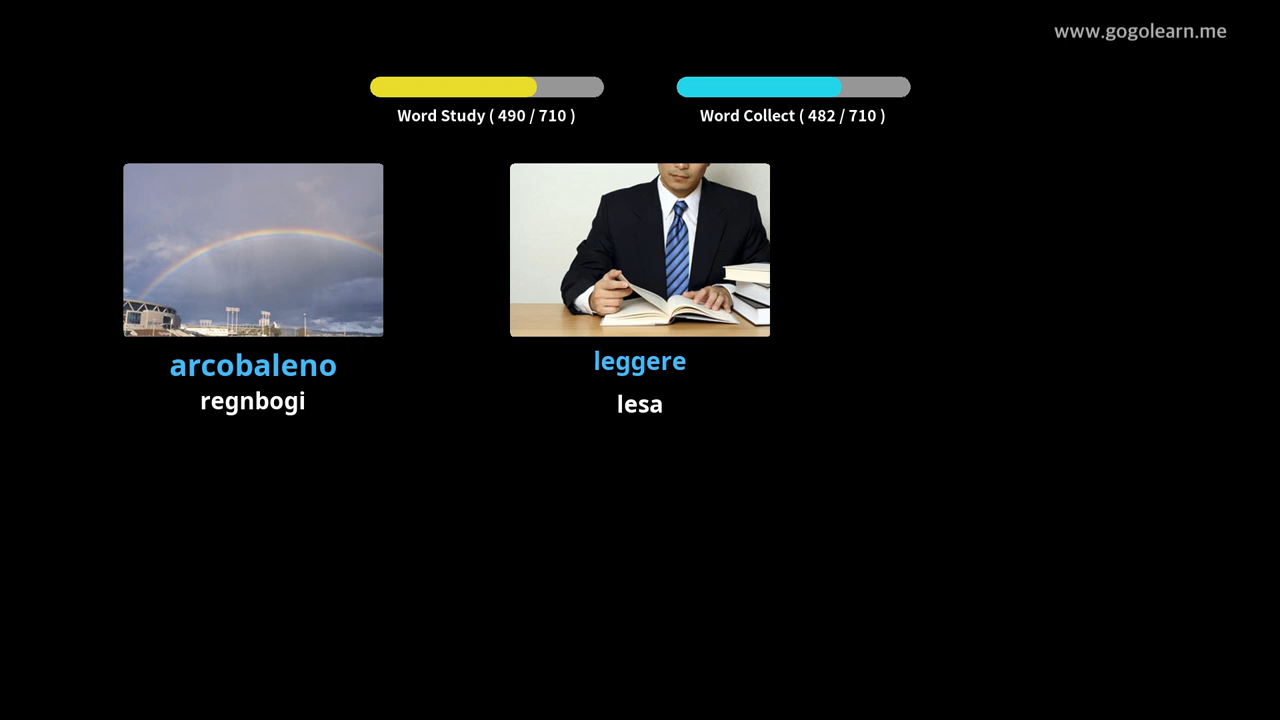 www.gogolearn.me
Word Study ( 490 / 710 )
Word Collect ( 482 / 710 )
arcobaleno
regnbogi
leggere
lesa